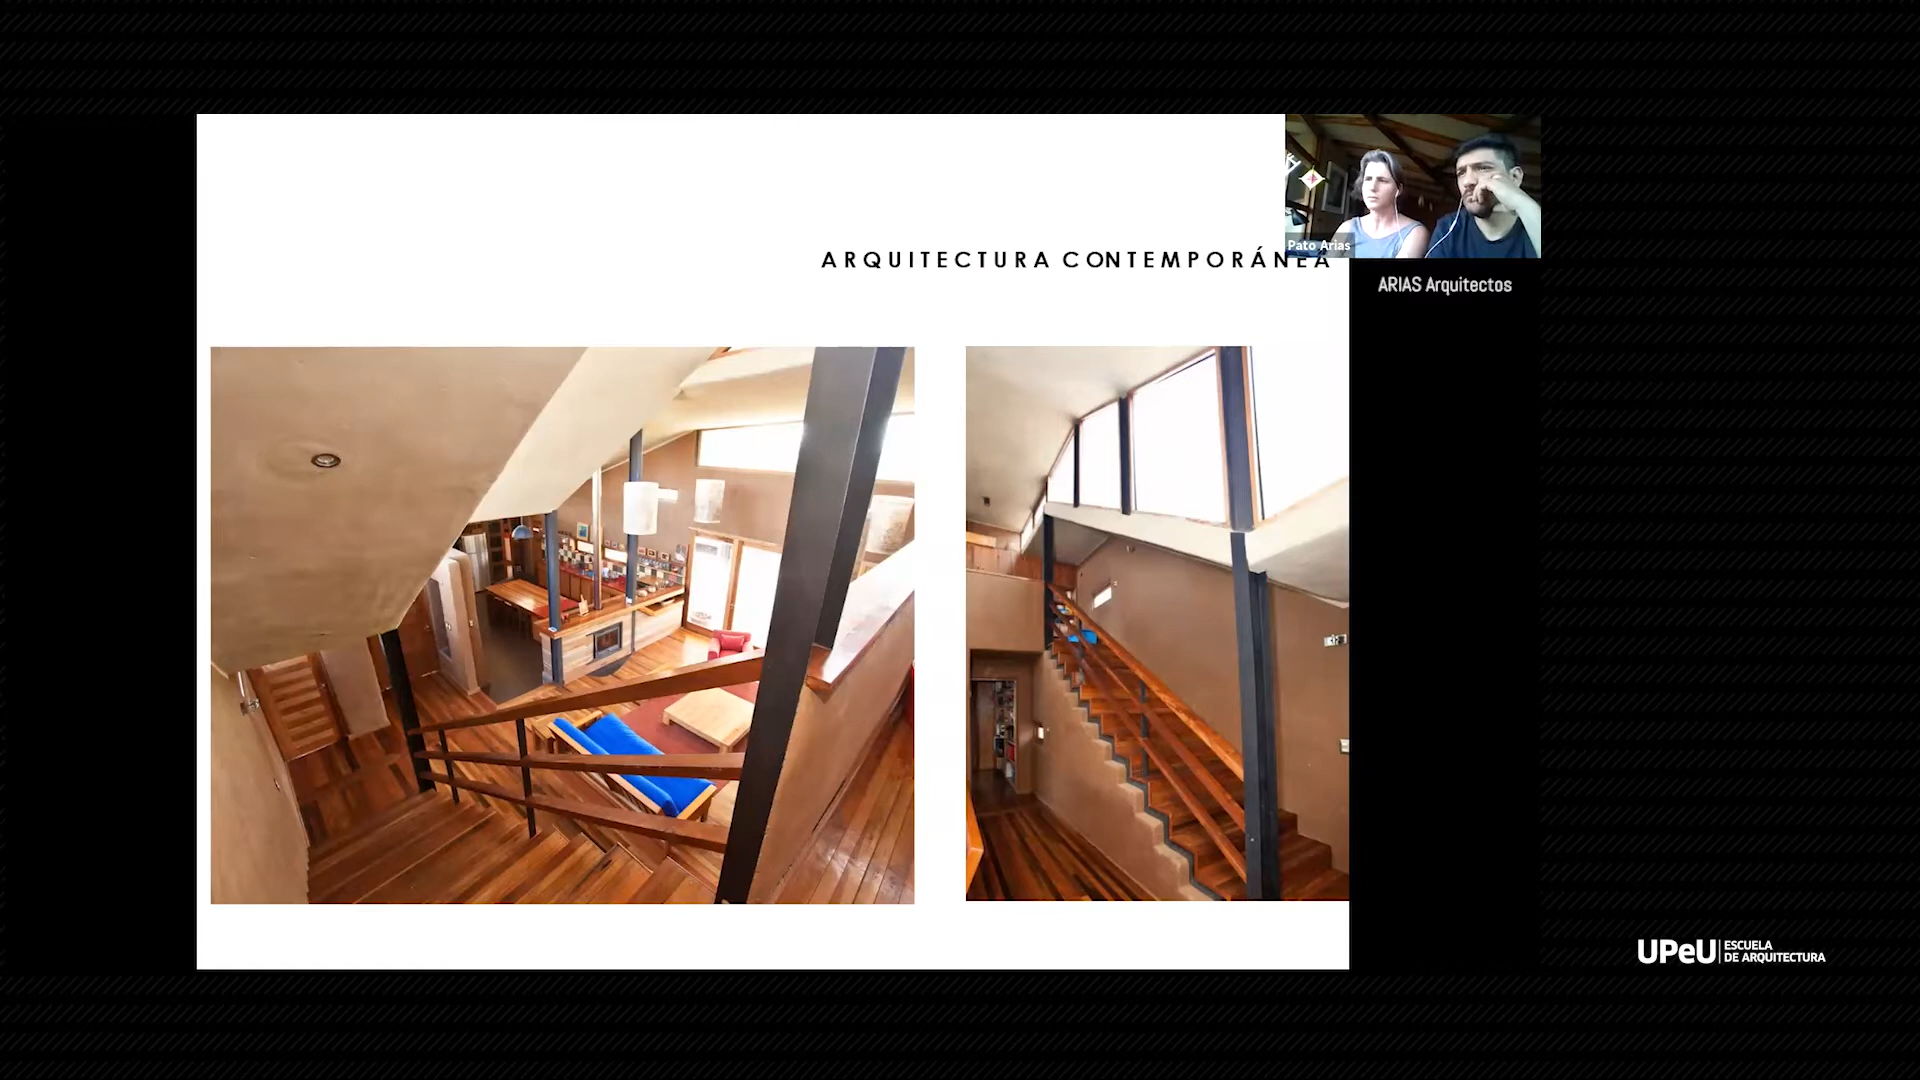 Pato Arias
ARQUITECTURA CONTEMPORÁNEA
ARIAS Arquitectos
UPeU ESCUELA
DE ARQUITECTURA